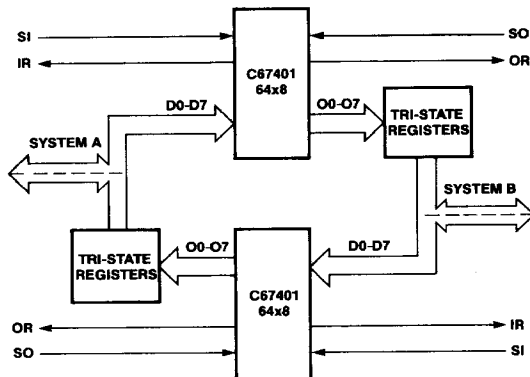 SI
SO
IR
OR
C67401
64x8
D0-D7
O0-O7
TRI-STATE
REGISTERS
SYSTEM A
SYSTEM B
TRI-STATE
REGISTERS
O0-O7
D0-D7
C67401
64x8
OR
IR
SO
SI